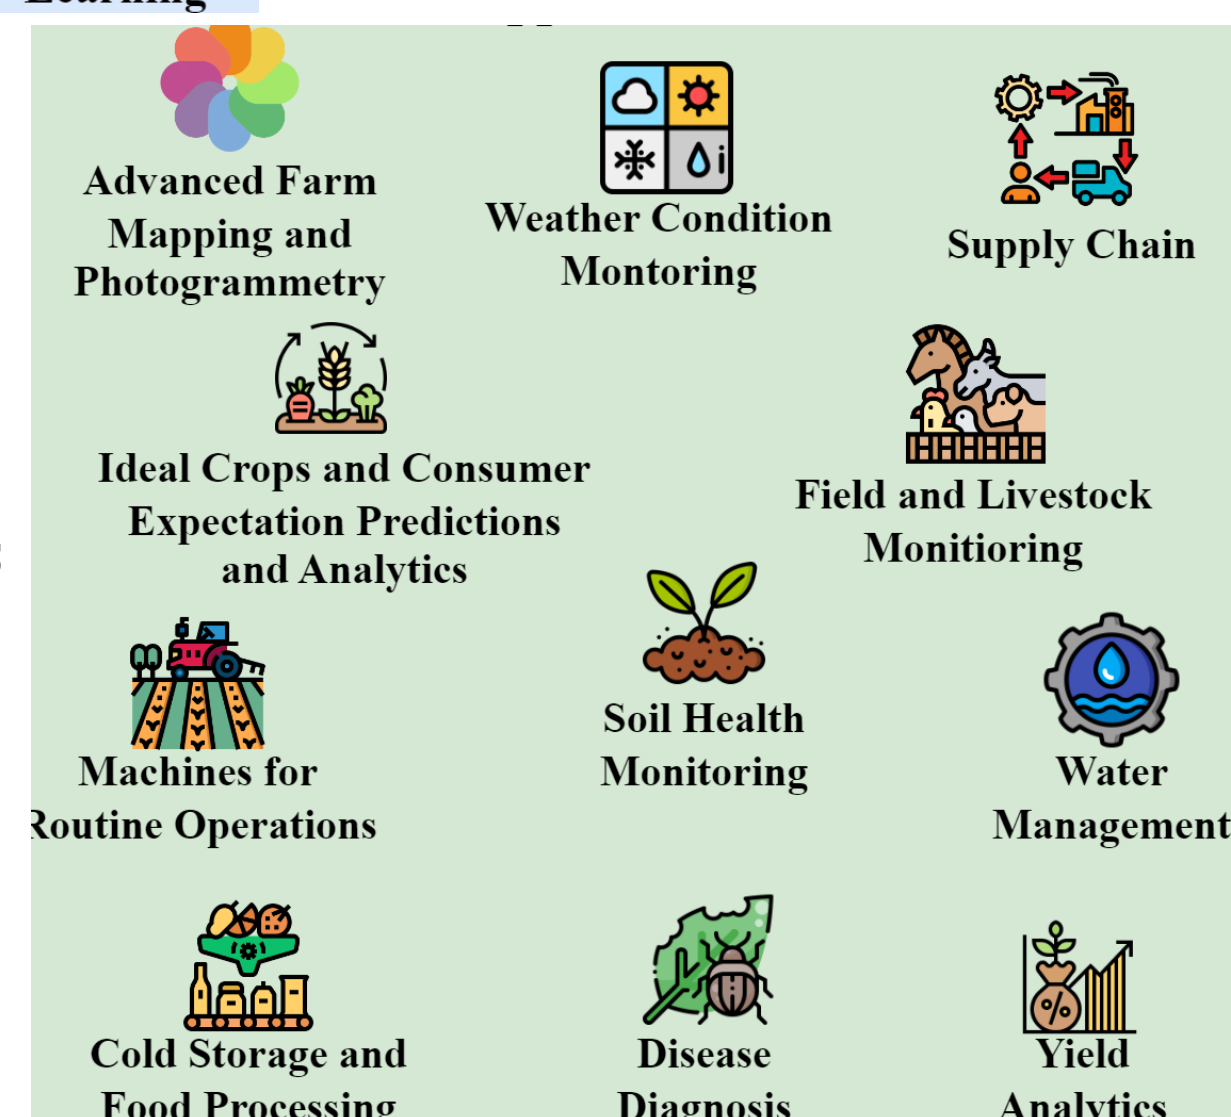 Learning
Advanced Farm
Mapping and
Photogrammetry
Weather Condition
Montoring
Supply Chain
Ideal Crops and Consumer
Expectation Predictions
and Analytics
Field and Livestock
Monitioring
Machines for
Routine Operations
Soil Health
Monitoring
Water
Management
Cold Storage and
Food Processing
Disease
Diagnosis
Yield
Analytics